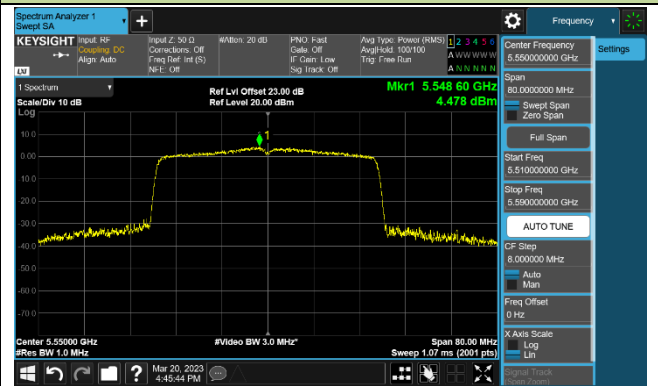 Spectrum Analyzer 1
Swept SA
Frequency
KEYSIGHT
Input: RF
Coupling: DC
Align: Auto
Input Z: 50 Ω
Corrections: Off
Freq Ref: Int (S)
NFE: Off
#Atten: 20 dB
PNO: Fast
Gate: Off
IF Gain: Low
Sig Track: Off
Avg Type: Power (RMS)
Avg|Hold: 100/100
Trig: Free Run
1 2 3 4 5 6
A W W W W W
A N N N N N
LXI
1 Spectrum
Scale/Div 10 dB
Log
Ref Lvl Offset 23.00 dB
Ref Level 20.00 dBm
Mkr1 5.548 60 GHz
4.478 dBm
1
10.0
0.00
-10.0
-20.0
-30.0
-40.0
-50.0
-60.0
-70.0
Center 5.55000 GHz
#Res BW 1.0 MHz
#Video BW 3.0 MHz*
Span 80.00 MHz
Sweep 1.07 ms (2001 pts)
Mar 20, 2023
4:45:44 PM
Center Frequency
5.550000000 GHz
Settings
Span
80.0000000 MHz
Swept Span
Zero Span
Full Span
Start Freq
5.510000000 GHz
Stop Freq
5.590000000 GHz
AUTO TUNE
CF Step
8.000000 MHz
Auto
Man
Freq Offset
0 Hz
X Axis Scale
Log
Lin
Signal Track
(Span Zoom)